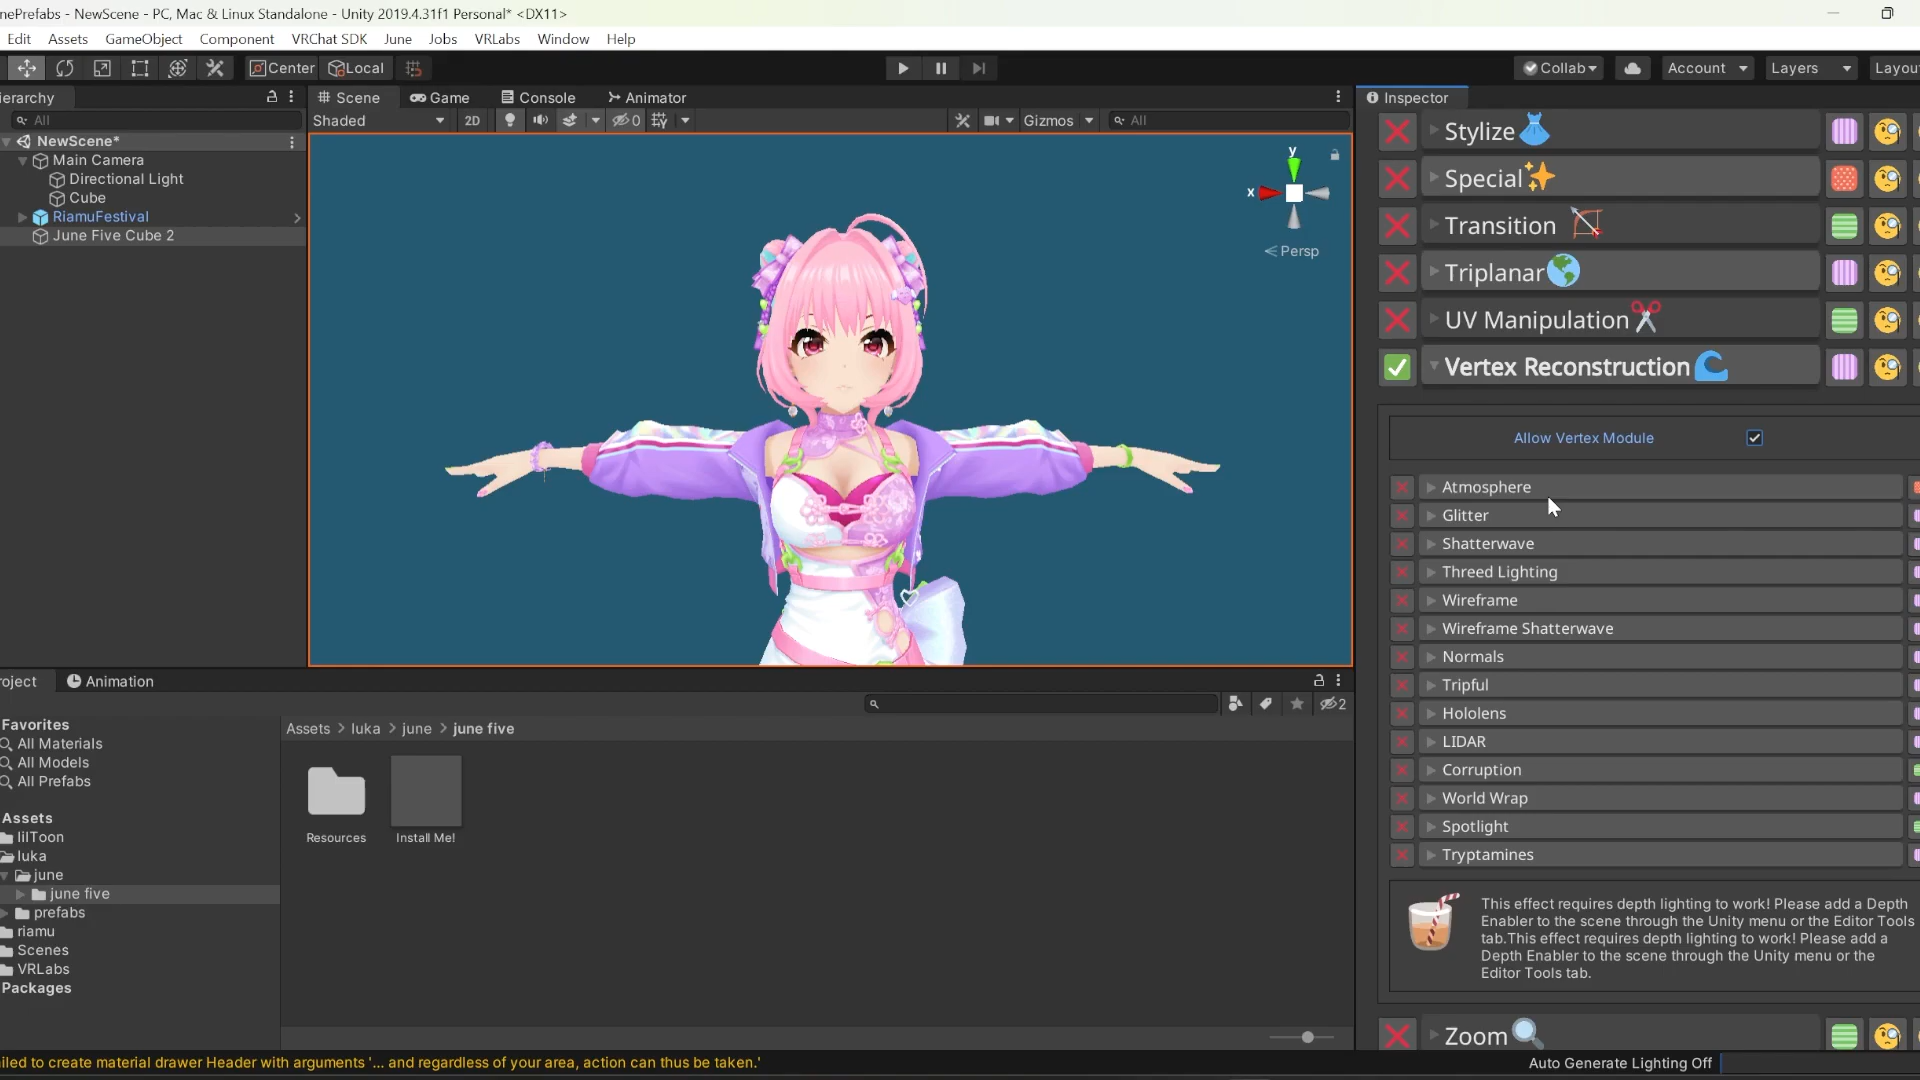 nePrefabs - NewScene - PC, Mac & Linux Standalone - Unity 2019.4.31f1 Personal* <DX11>
Edit Assets GameObject Component VRChat SDK June Jobs VRLabs Window Help
Center Local Collab Account Layers Layou
ierarchy
All
NewScene*
Main Camera
Directional Light
Cube
RiamuFestival
June Five Cube 2
Scene Game Console Animator
Shaded 2D 0 Gizmos All
y
x
Persp
Inspector
Stylize
Special
Transition
Triplanar
UV Manipulation
Vertex Reconstruction
Allow Vertex Module
Atmosphere
Glitter
Shatterwave
Threed Lighting
Wireframe
Wireframe Shatterwave
Normals
Tripful
Hololens
LIDAR
Corruption
World Wrap
Spotlight
Tryptamines
This effect requires depth lighting to work! Please add a Depth
Enabler to the scene through the Unity menu or the Editor Tools
tab.This effect requires depth lighting to work! Please add a
Depth Enabler to the scene through the Unity menu or the
Editor Tools tab.
Zoom
roject Animation
2
Favorites
All Materials
All Models
All Prefabs
Assets
lilToon
luka
june
june five
prefabs
riamu
Scenes
VRLabs
Packages
Assets > luka > june > june five
Resources
Install Me!
iled to create material drawer Header with arguments '... and regardless of your area, action can thus be taken.'
Auto Generate Lighting Off